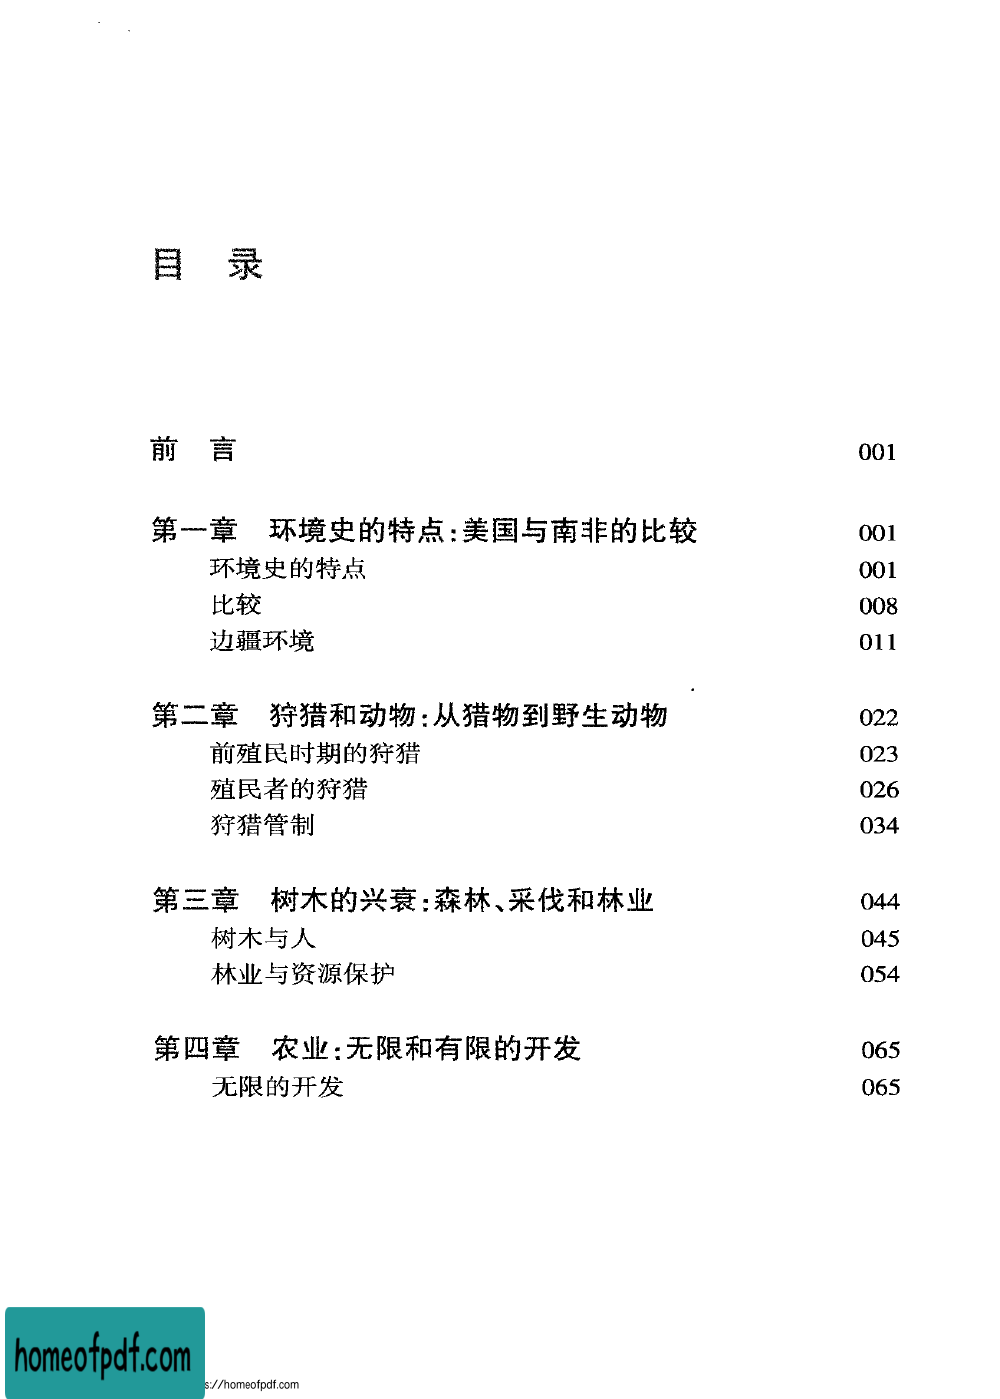 目 录
前 言 001
第一章 环境史的特点:美国与南非的比较 001
环境史的特点 001
比较 008
边疆环境 011
第二章 狩猎和动物:从猎物到野生动物 022
前殖民时期的狩猎 023
殖民者的狩猎 026
狩猎管制 034
第三章 树木的兴衰:森林、采伐和林业 044
树木与人 045
林业与资源保护 054
第四章 农业:无限和有限的开发 065
无限的开发 065
homeofpdf.com
s://homeofpdf.com